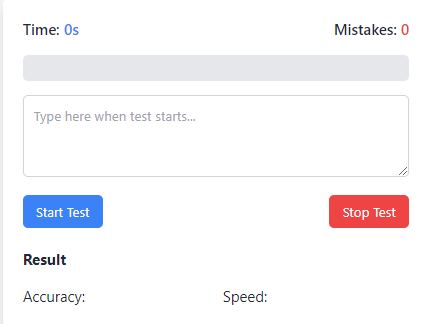 Time: 0s Mistakes: 0
Type here when test starts...
Start Test Stop Test
Result
Accuracy: Speed: